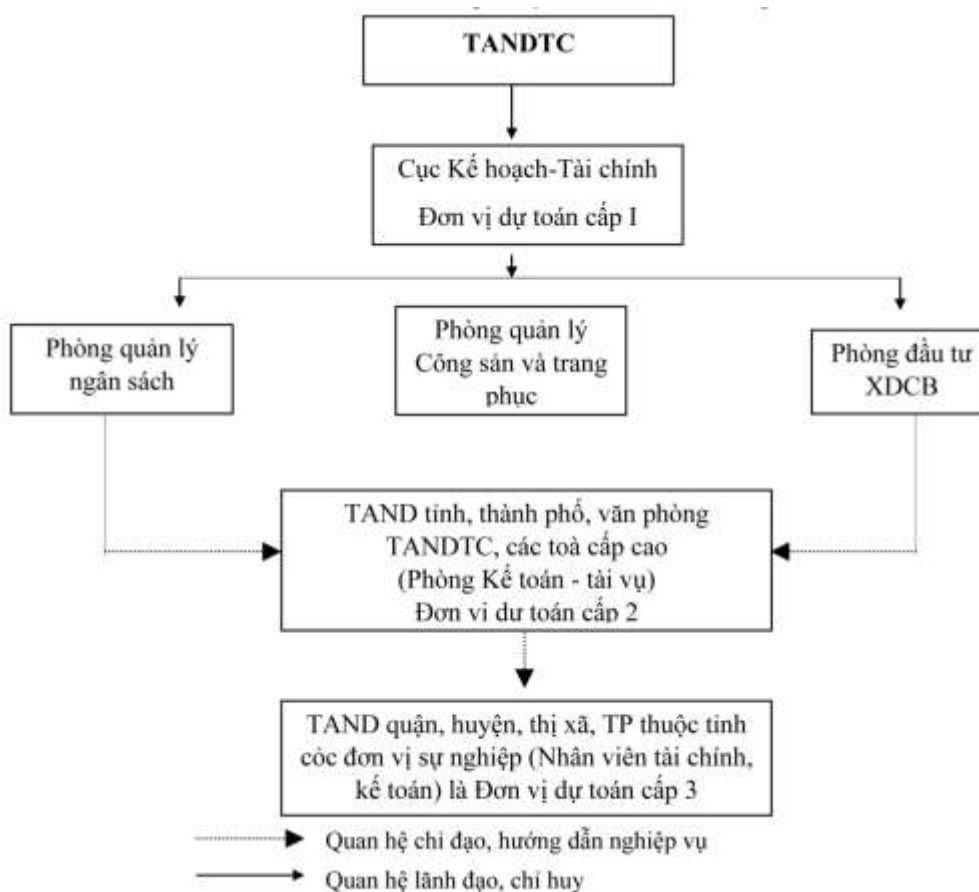 TANDTC
Cục Kế hoạch-Tài chính
Đơn vị dự toán cấp I
Phòng quản lý
ngân sách
Phòng quản lý
Công sản và trang
phục
Phòng đầu tư
XDCB
TAND tỉnh, thành phố, văn phòng
TANDTC, các toà cấp cao
(Phòng Kế toán - tài vụ)
Đơn vị dự toán cấp 2
TAND quận, huyện, thị xã, TP thuộc tỉnh
còc đơn vị sự nghiệp (Nhân viên tài chính,
kế toán) là Đơn vị dự toán cấp 3
Quan hệ chỉ đạo, hướng dẫn nghiệp vụ
Quan hệ lãnh đạo, chỉ huy